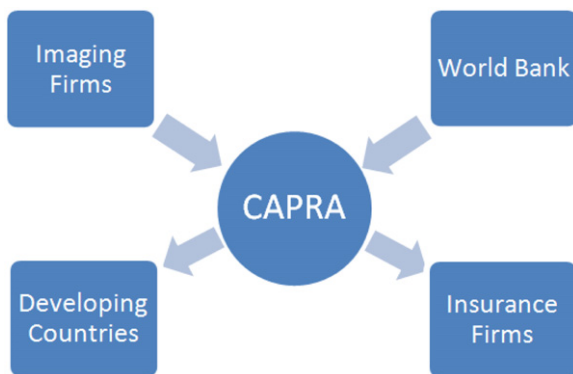 Imaging
Firms
World Bank
CAPRA
Developing
Countries
Insurance
Firms